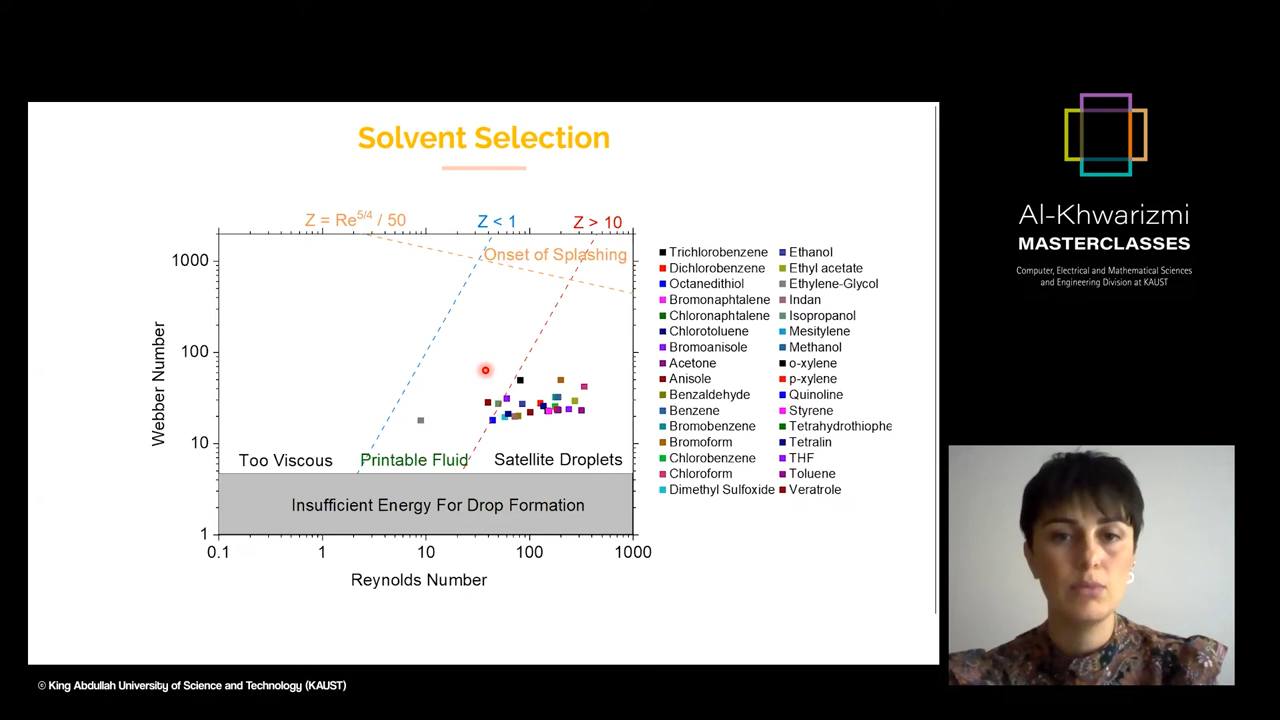 Solvent Selection
Z = Re5/4 / 50
Z < 1
Z > 10
Onset of Splashing
1000
100
10
1
Webber Number
Too Viscous
Printable Fluid
Satellite Droplets
Insufficient Energy For Drop Formation
0.1
1
10
100
1000
Reynolds Number
Trichlorobenzene
Dichlorobenzene
Octanedithiol
Bromonaphtalene
Chloronaphtalene
Chlorotoluene
Bromoanisole
Acetone
Anisole
Benzaldehyde
Benzene
Bromobenzene
Bromoform
Chlorobenzene
Chloroform
Dimethyl Sulfoxide
Ethanol
Ethyl acetate
Ethylene-Glycol
Indan
Isopropanol
Mesitylene
Methanol
o-xylene
p-xylene
Quinoline
Styrene
Tetrahydrothiophe
Tetralin
THF
Toluene
Veratrole
Al-Khwarizmi
MASTERCLASSES
Computer, Electrical and Mathematical Sciences
and Engineering Division at KAUST
© King Abdullah University of Science and Technology (KAUST)